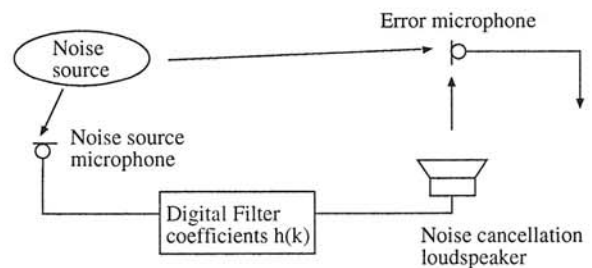 Error microphone
Noise
source
Noise source
microphone
Digital Filter
coefficients h(k)
Noise cancellation
loudspeaker